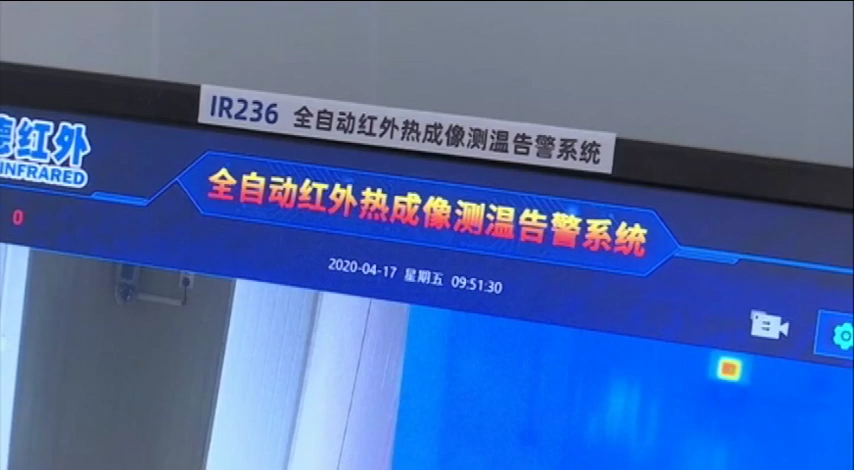 IR236 全自动红外热成像测温告警系统
德红外
INFRARED
全自动红外热成像测温告警系统
0
2020-04-17 星期五 09:51:30